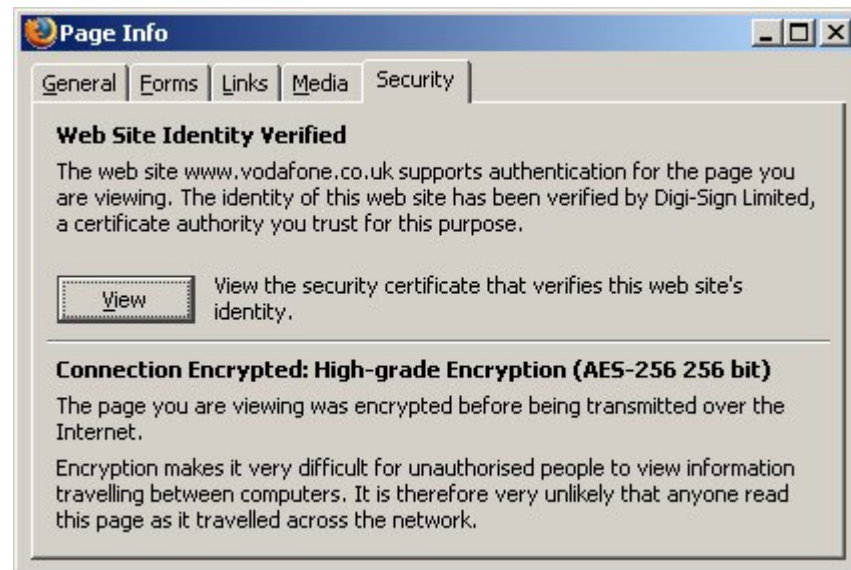 Page Info
General Forms Links Media Security
Web Site Identity Verified
The web site www.vodafone.co.uk supports authentication for the page you
are viewing. The identity of this web site has been verified by Digi-Sign Limited,
a certificate authority you trust for this purpose.
View
View the security certificate that verifies this web site's
identity.
Connection Encrypted: High-grade Encryption (AES-256 256 bit)
The page you are viewing was encrypted before being transmitted over the
Internet.
Encryption makes it very difficult for unauthorised people to view information
travelling between computers. It is therefore very unlikely that anyone read
this page as it travelled across the network.